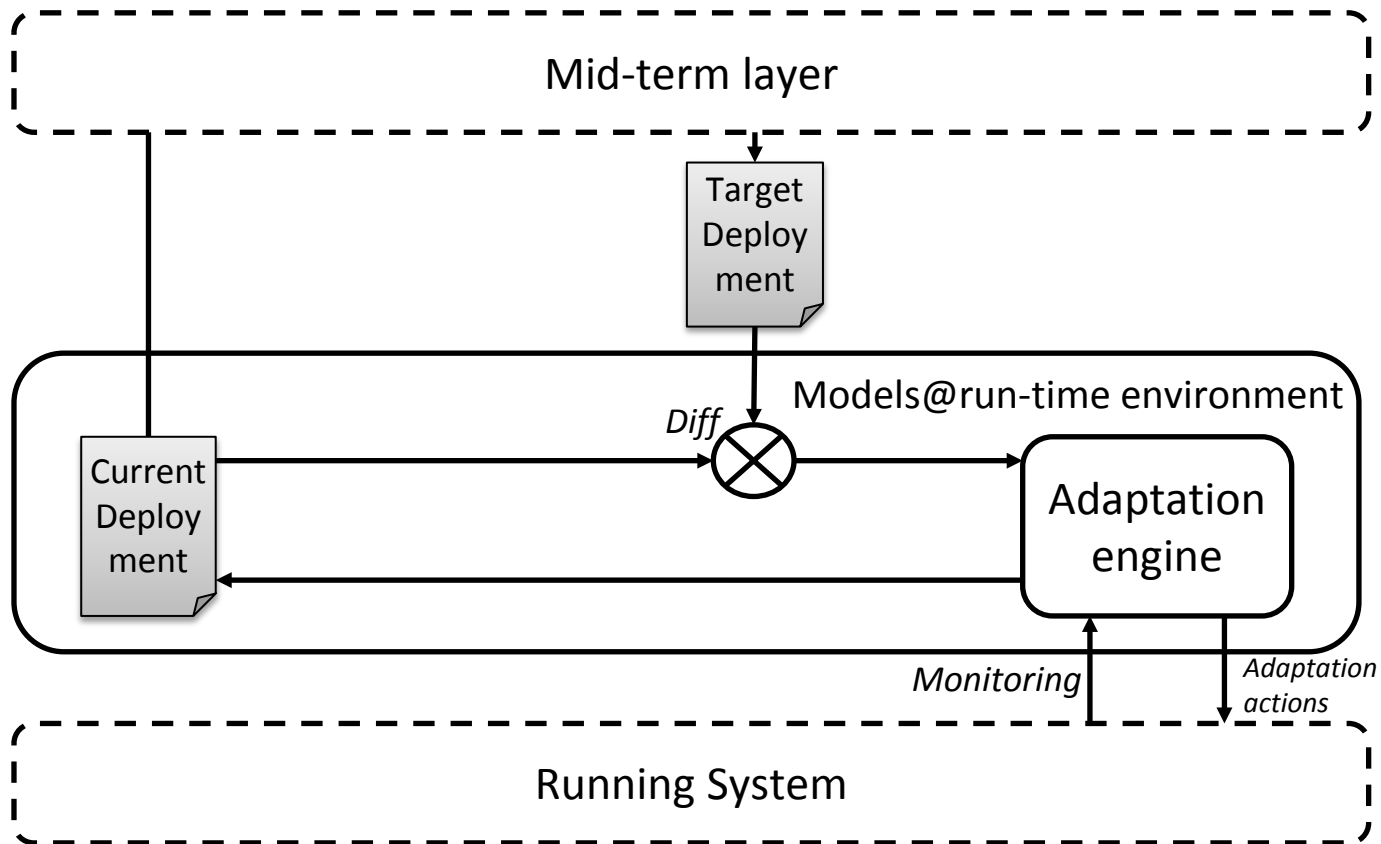 Mid-term layer
Target
Deploy
ment
Models@run-time environment
Diff
Current
Deploy
ment
Adaptation
engine
Monitoring
Adaptation
actions
Running System